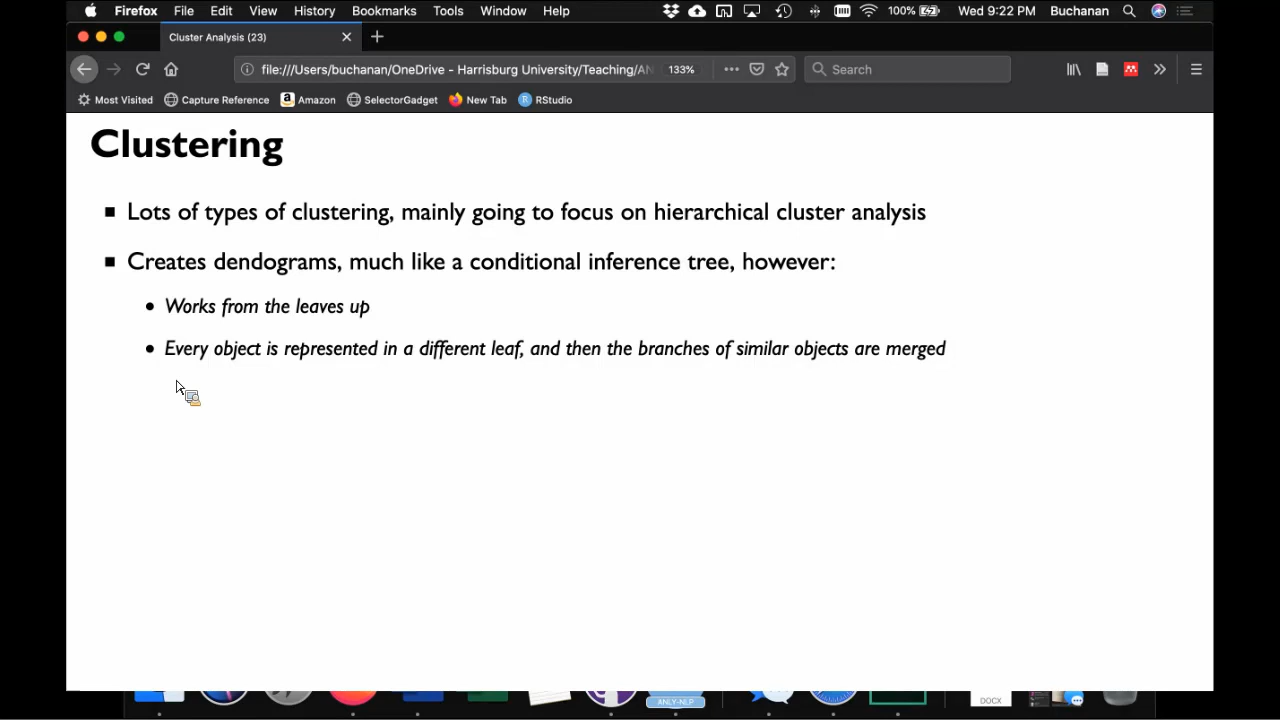 Firefox File Edit View History Bookmarks Tools Window Help 100% Wed 9:22 PM Buchanan
Cluster Analysis (23)
file:///Users/buchanan/OneDrive - Harrisburg University/Teaching/AN 133% Search
Most Visited Capture Reference Amazon SelectorGadget New Tab RStudio
Clustering
Lots of types of clustering, mainly going to focus on hierarchical cluster analysis
Creates dendograms, much like a conditional inference tree, however:
Works from the leaves up
Every object is represented in a different leaf, and then the branches of similar objects are merged
ANLY-NLP
DOCX